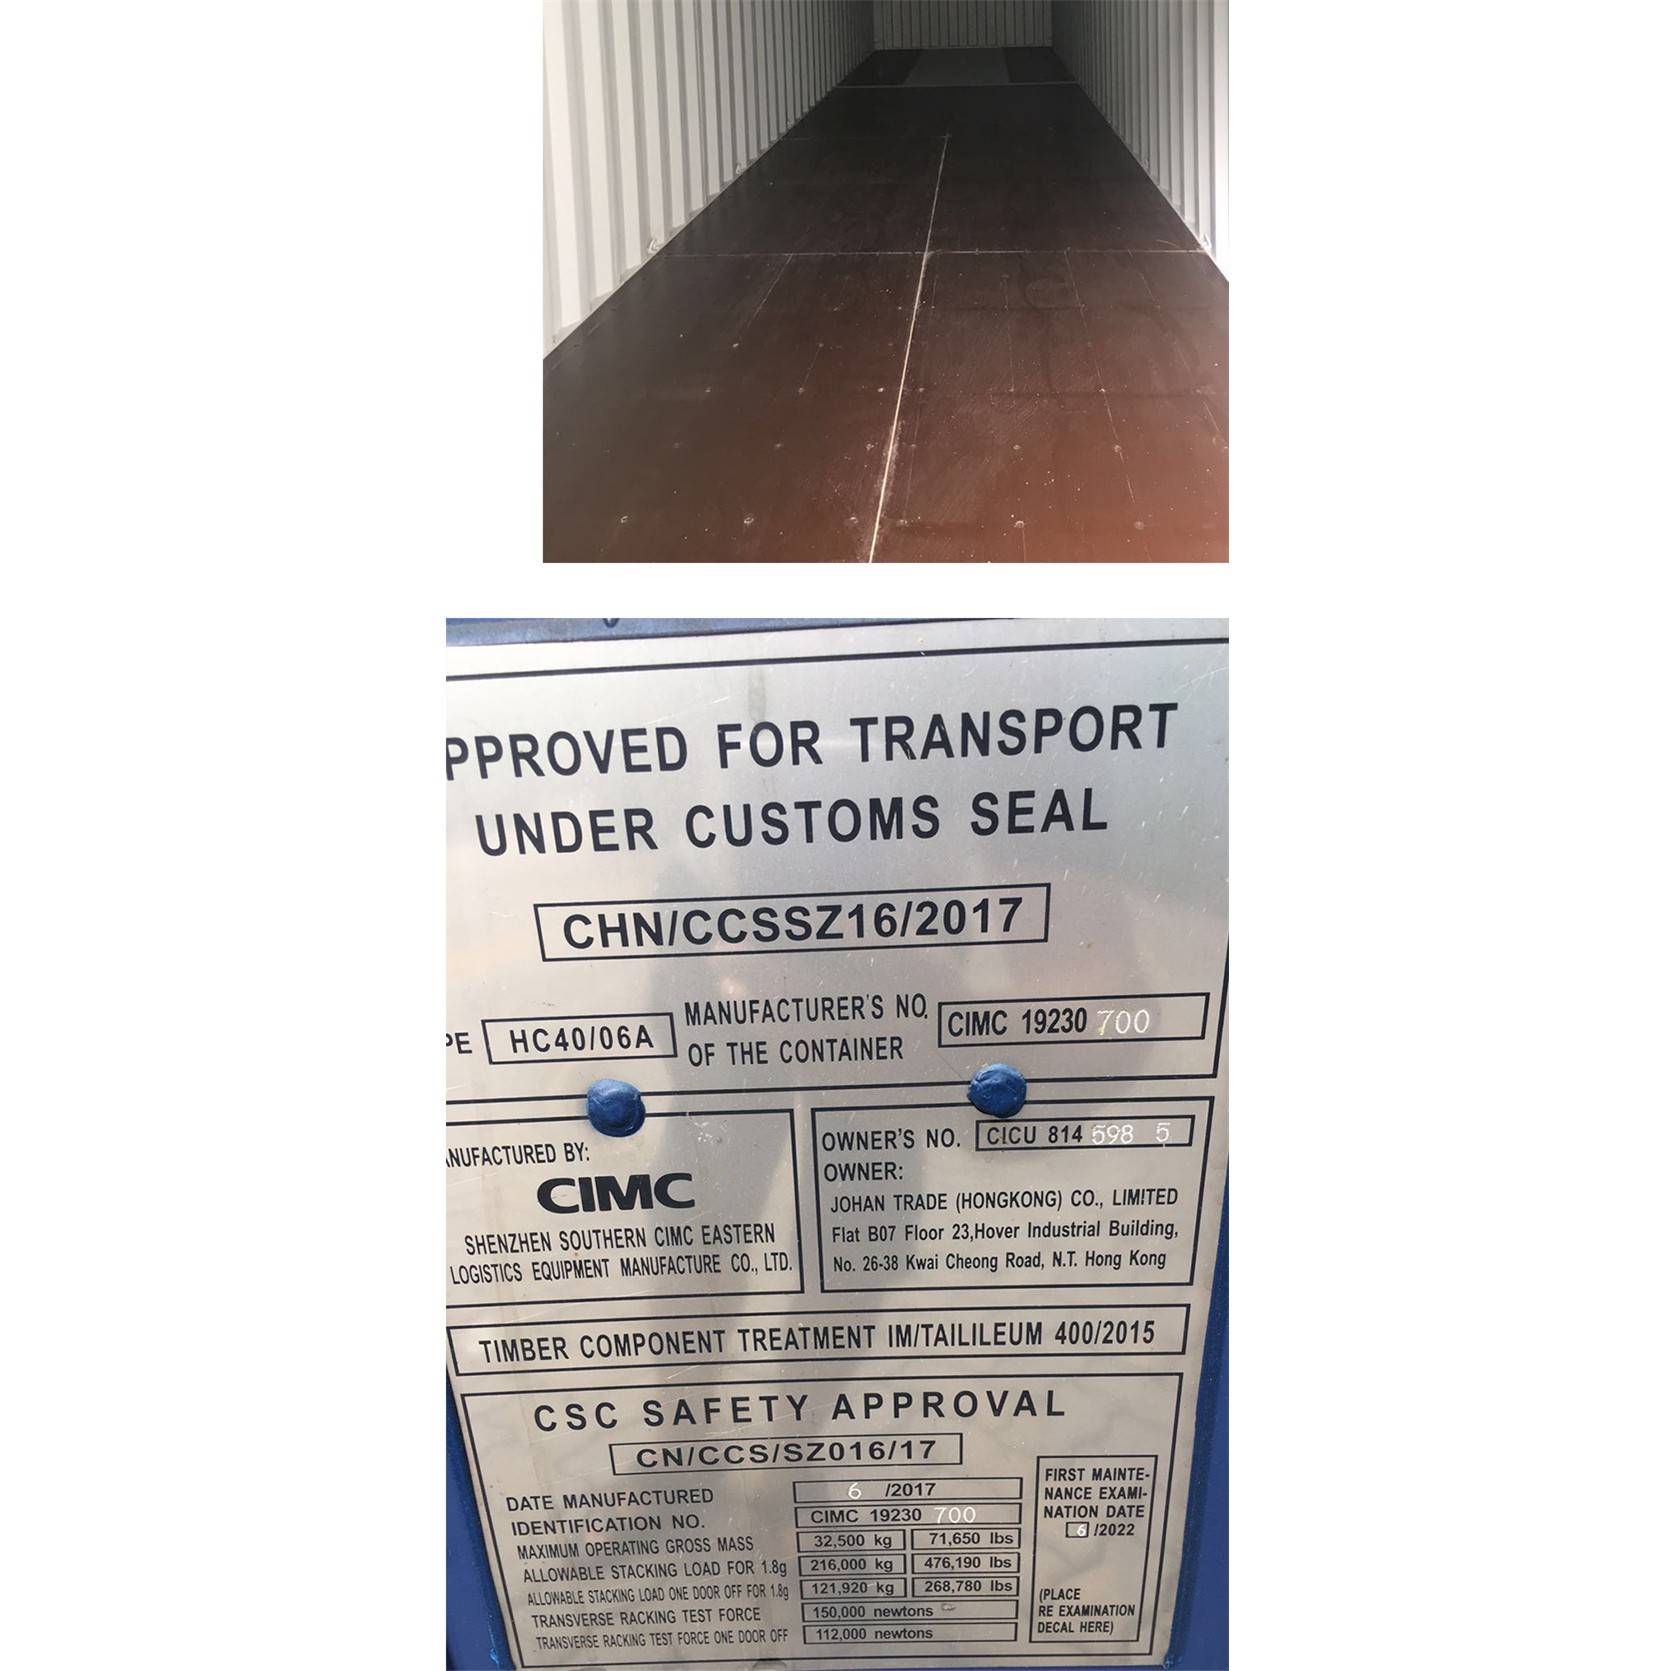 PPROVED FOR TRANSPORT
UNDER CUSTOMS SEAL
CHN/CCSSZ16/2017
PE HC40/06A MANUFACTURER'S NO. OF THE CONTAINER CIMC 19230 700
NUFACTURED BY:
CIMC
SHENZHEN SOUTHERN CIMC EASTERN
LOGISTICS EQUIPMENT MANUFACTURE CO., LTD.
OWNER'S NO. CICU 814 598 5
OWNER:
JOHAN TRADE (HONGKONG) CO., LIMITED
Flat B07 Floor 23,Hover Industrial Building,
No. 26-38 Kwai Cheong Road, N.T. Hong Kong
TIMBER COMPONENT TREATMENT IM/TAILILEUM 400/2015
CSC SAFETY APPROVAL
CN/CCS/SZ016/17
DATE MANUFACTURED 6 /2017
IDENTIFICATION NO. CIMC 19230 700
MAXIMUM OPERATING GROSS MASS 32,500 kg 71,650 lbs
ALLOWABLE STACKING LOAD FOR 1.8g 216,000 kg 476,190 lbs
ALLOWABLE STACKING LOAD ONE DOOR OFF FOR 1.8g 121,920 kg 268,780 lbs
TRANSVERSE RACKING TEST FORCE 150,000 newtons
TRANSVERSE RACKING TEST FORCE ONE DOOR OFF 112,000 newtons
FIRST MAINTE-
NANCE EXAMI-
NATION DATE
6 /2022
(PLACE
RE EXAMINATION
DECAL HERE)